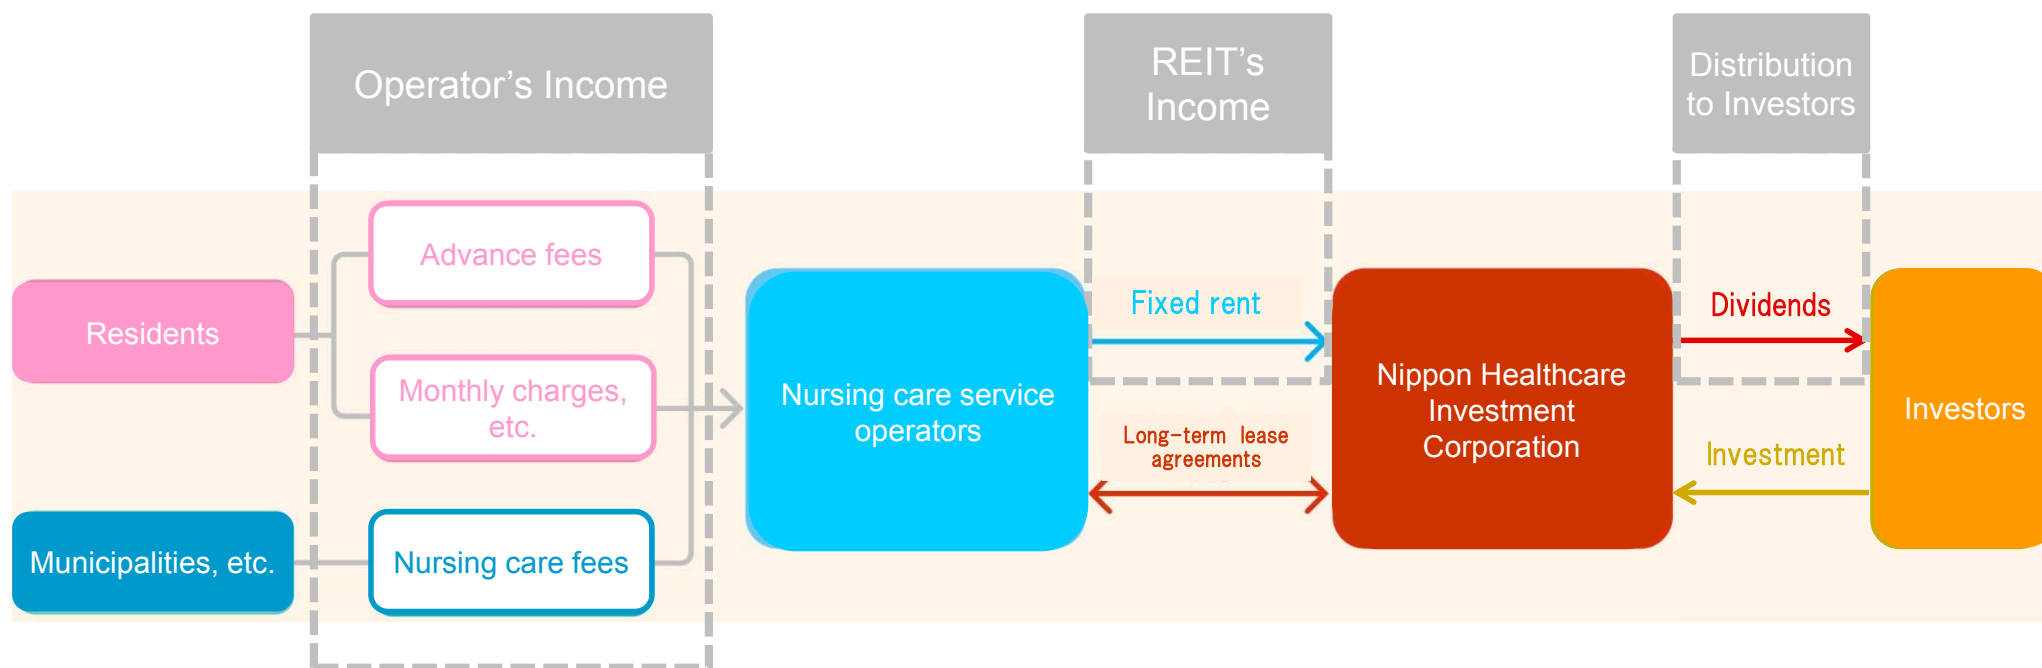 Operator's Income
REIT's
Income
Distribution
to Investors
Advance fees
Residents
Monthly charges,
etc.
Municipalities, etc.
Nursing care fees
Nursing care service
operators
Fixed rent
Long-term lease
agreements
Nippon Healthcare
Investment
Corporation
Dividends
Investment
Investors